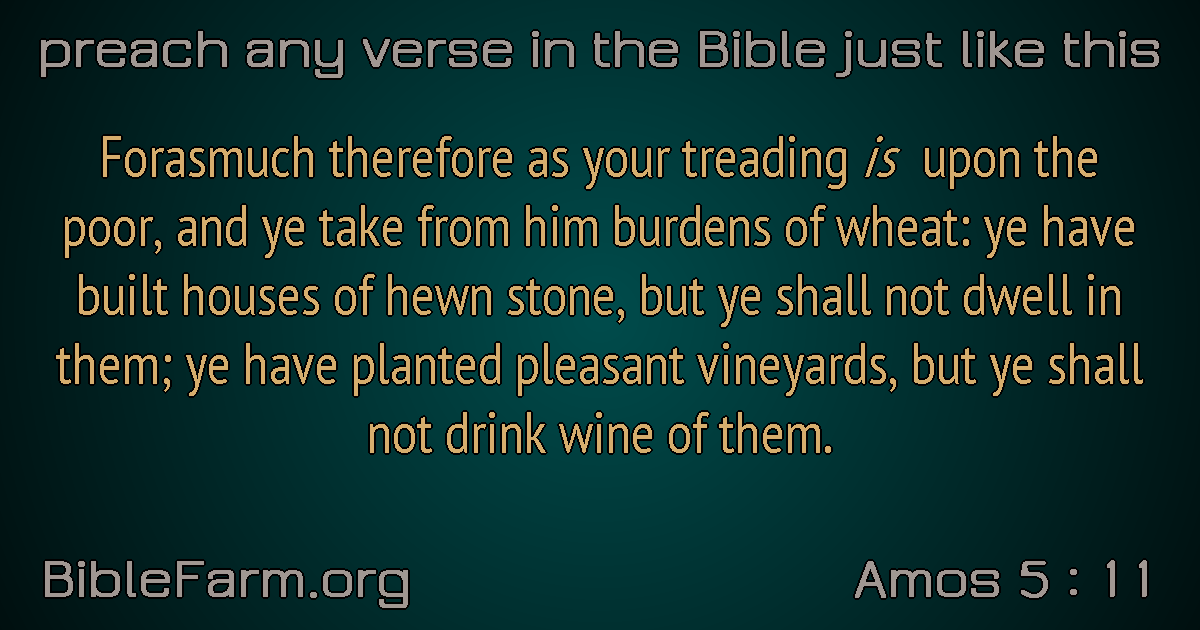 preach any verse in the Bible just like this
Forasmuch therefore as your treading is upon the
poor, and ye take from him burdens of wheat: ye have
built houses of hewn stone, but ye shall not dwell in
them; ye have planted pleasant vineyards, but ye shall
not drink wine of them.
BibleFarm.org
Amos 5 : 11